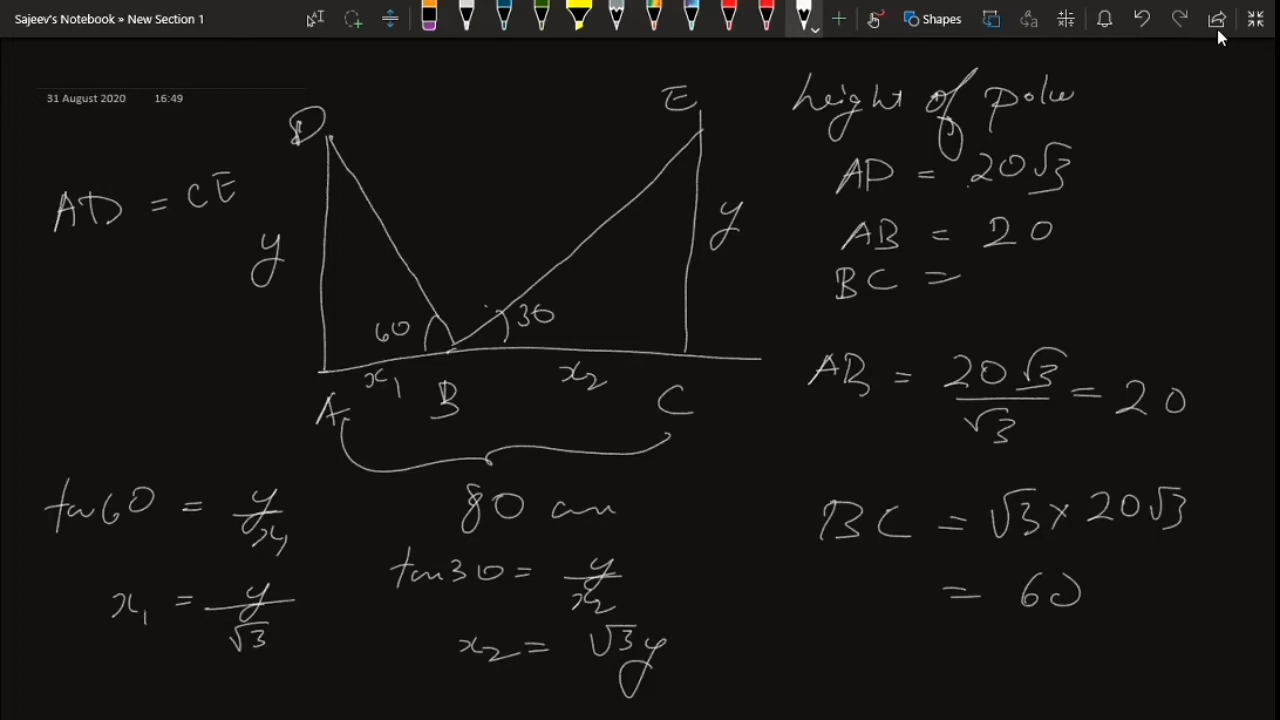 Sajeev's Notebook » New Section 1
Shapes
31 August 2020 16:49
D
E
AD = CE
y
y
60
30
x₁
x₂
A
B
C
80 cm
tan60 = y/x₁
x₁ = y/√3
tan30 = y/x₂
x₂ = √3y
height of poles
AD = 20√3
AB = 20
BC =
AB = 20√3/√3 = 20
BC = √3 × 20√3
= 60